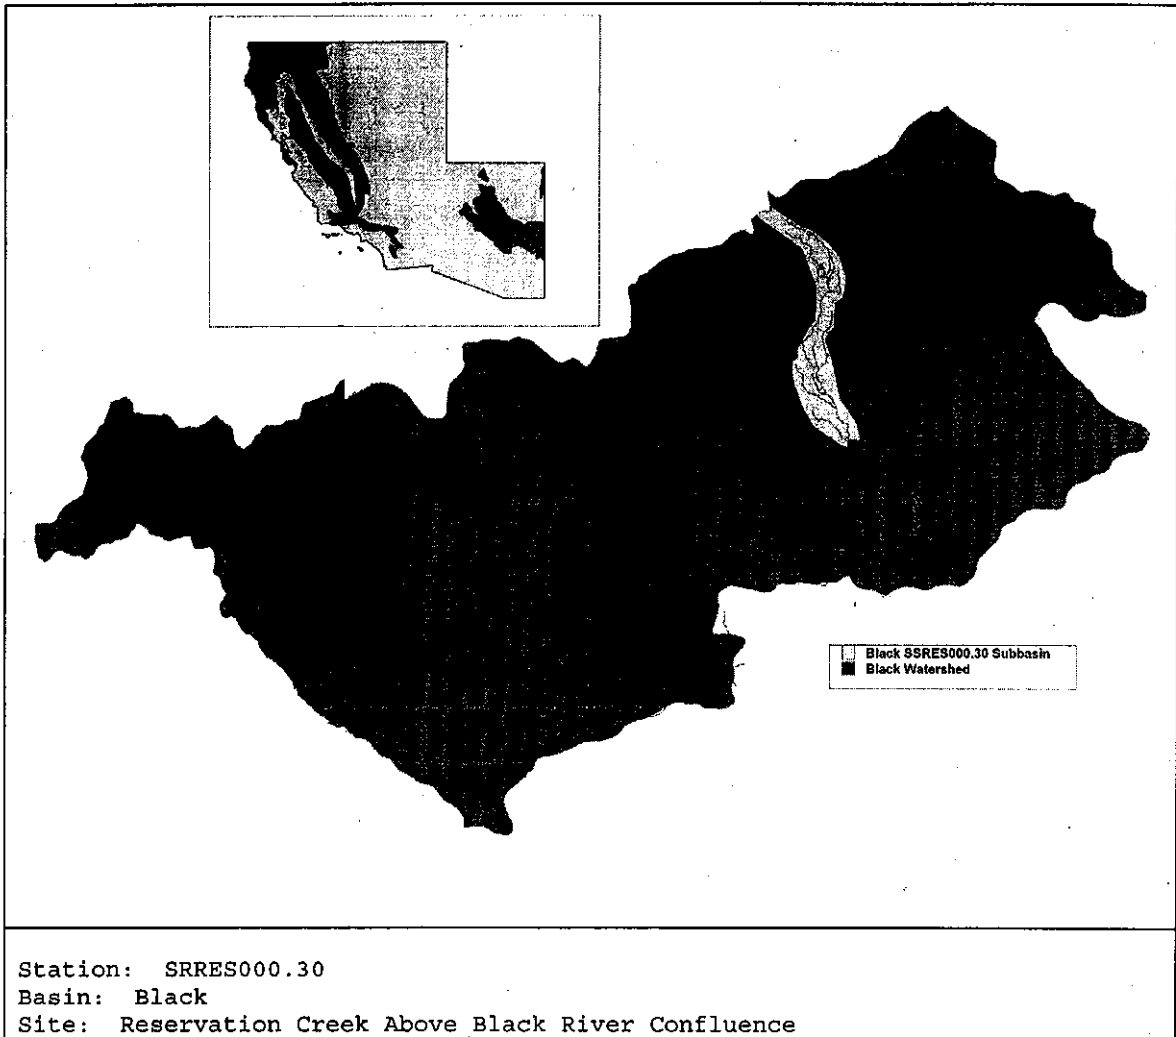 Black SSRES000.30 Subbasin
Black Watershed
Station: SRRES000.30
Basin: Black
Site: Reservation Creek Above Black River Confluence